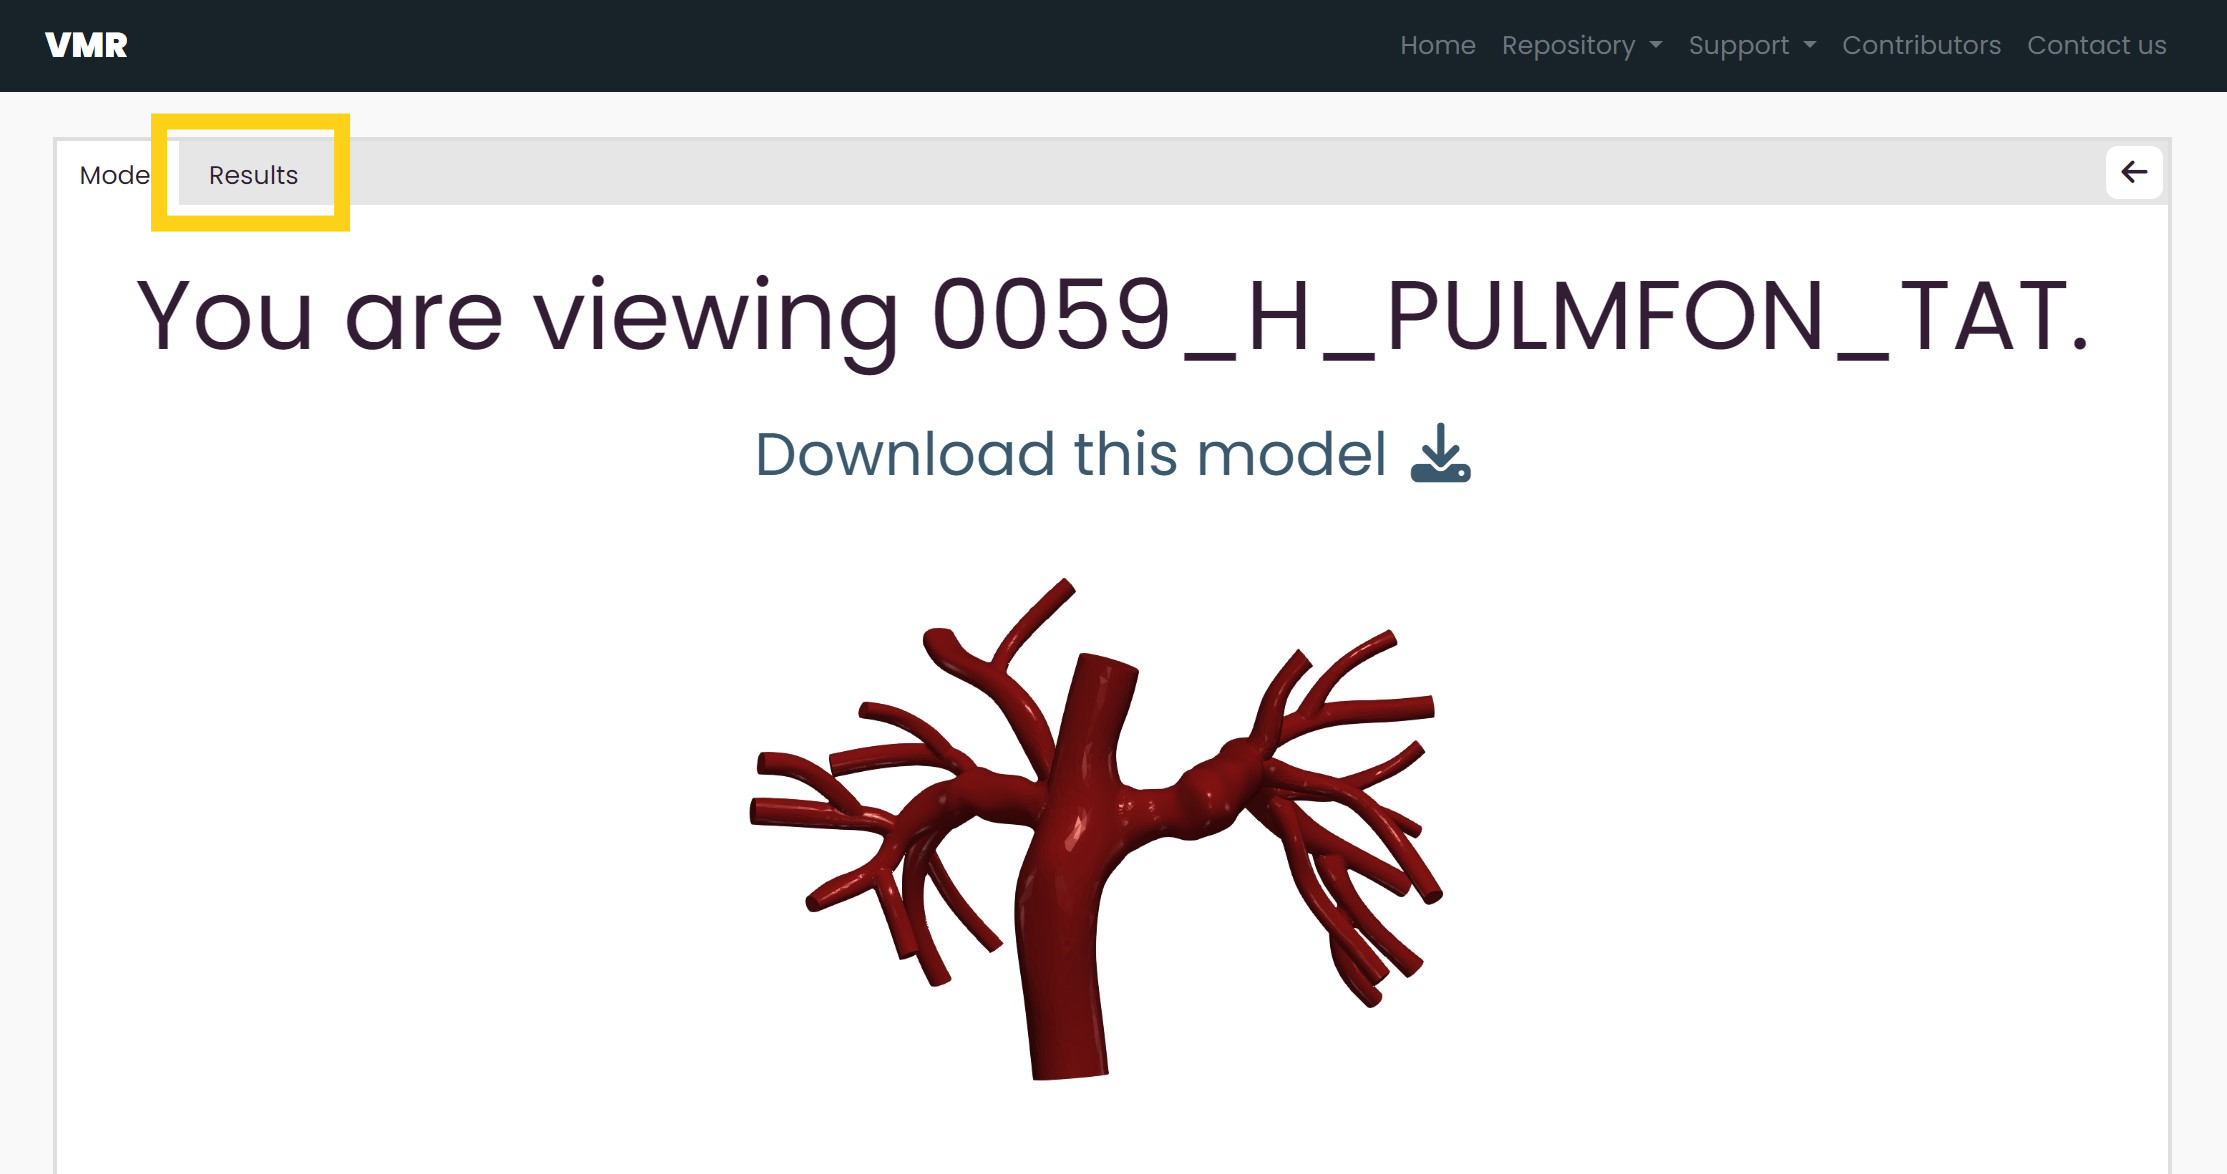 VMR
Home Repository Support Contributors Contact us
Mode Results
You are viewing 0059_H_PULMFON_TAT.
Download this model